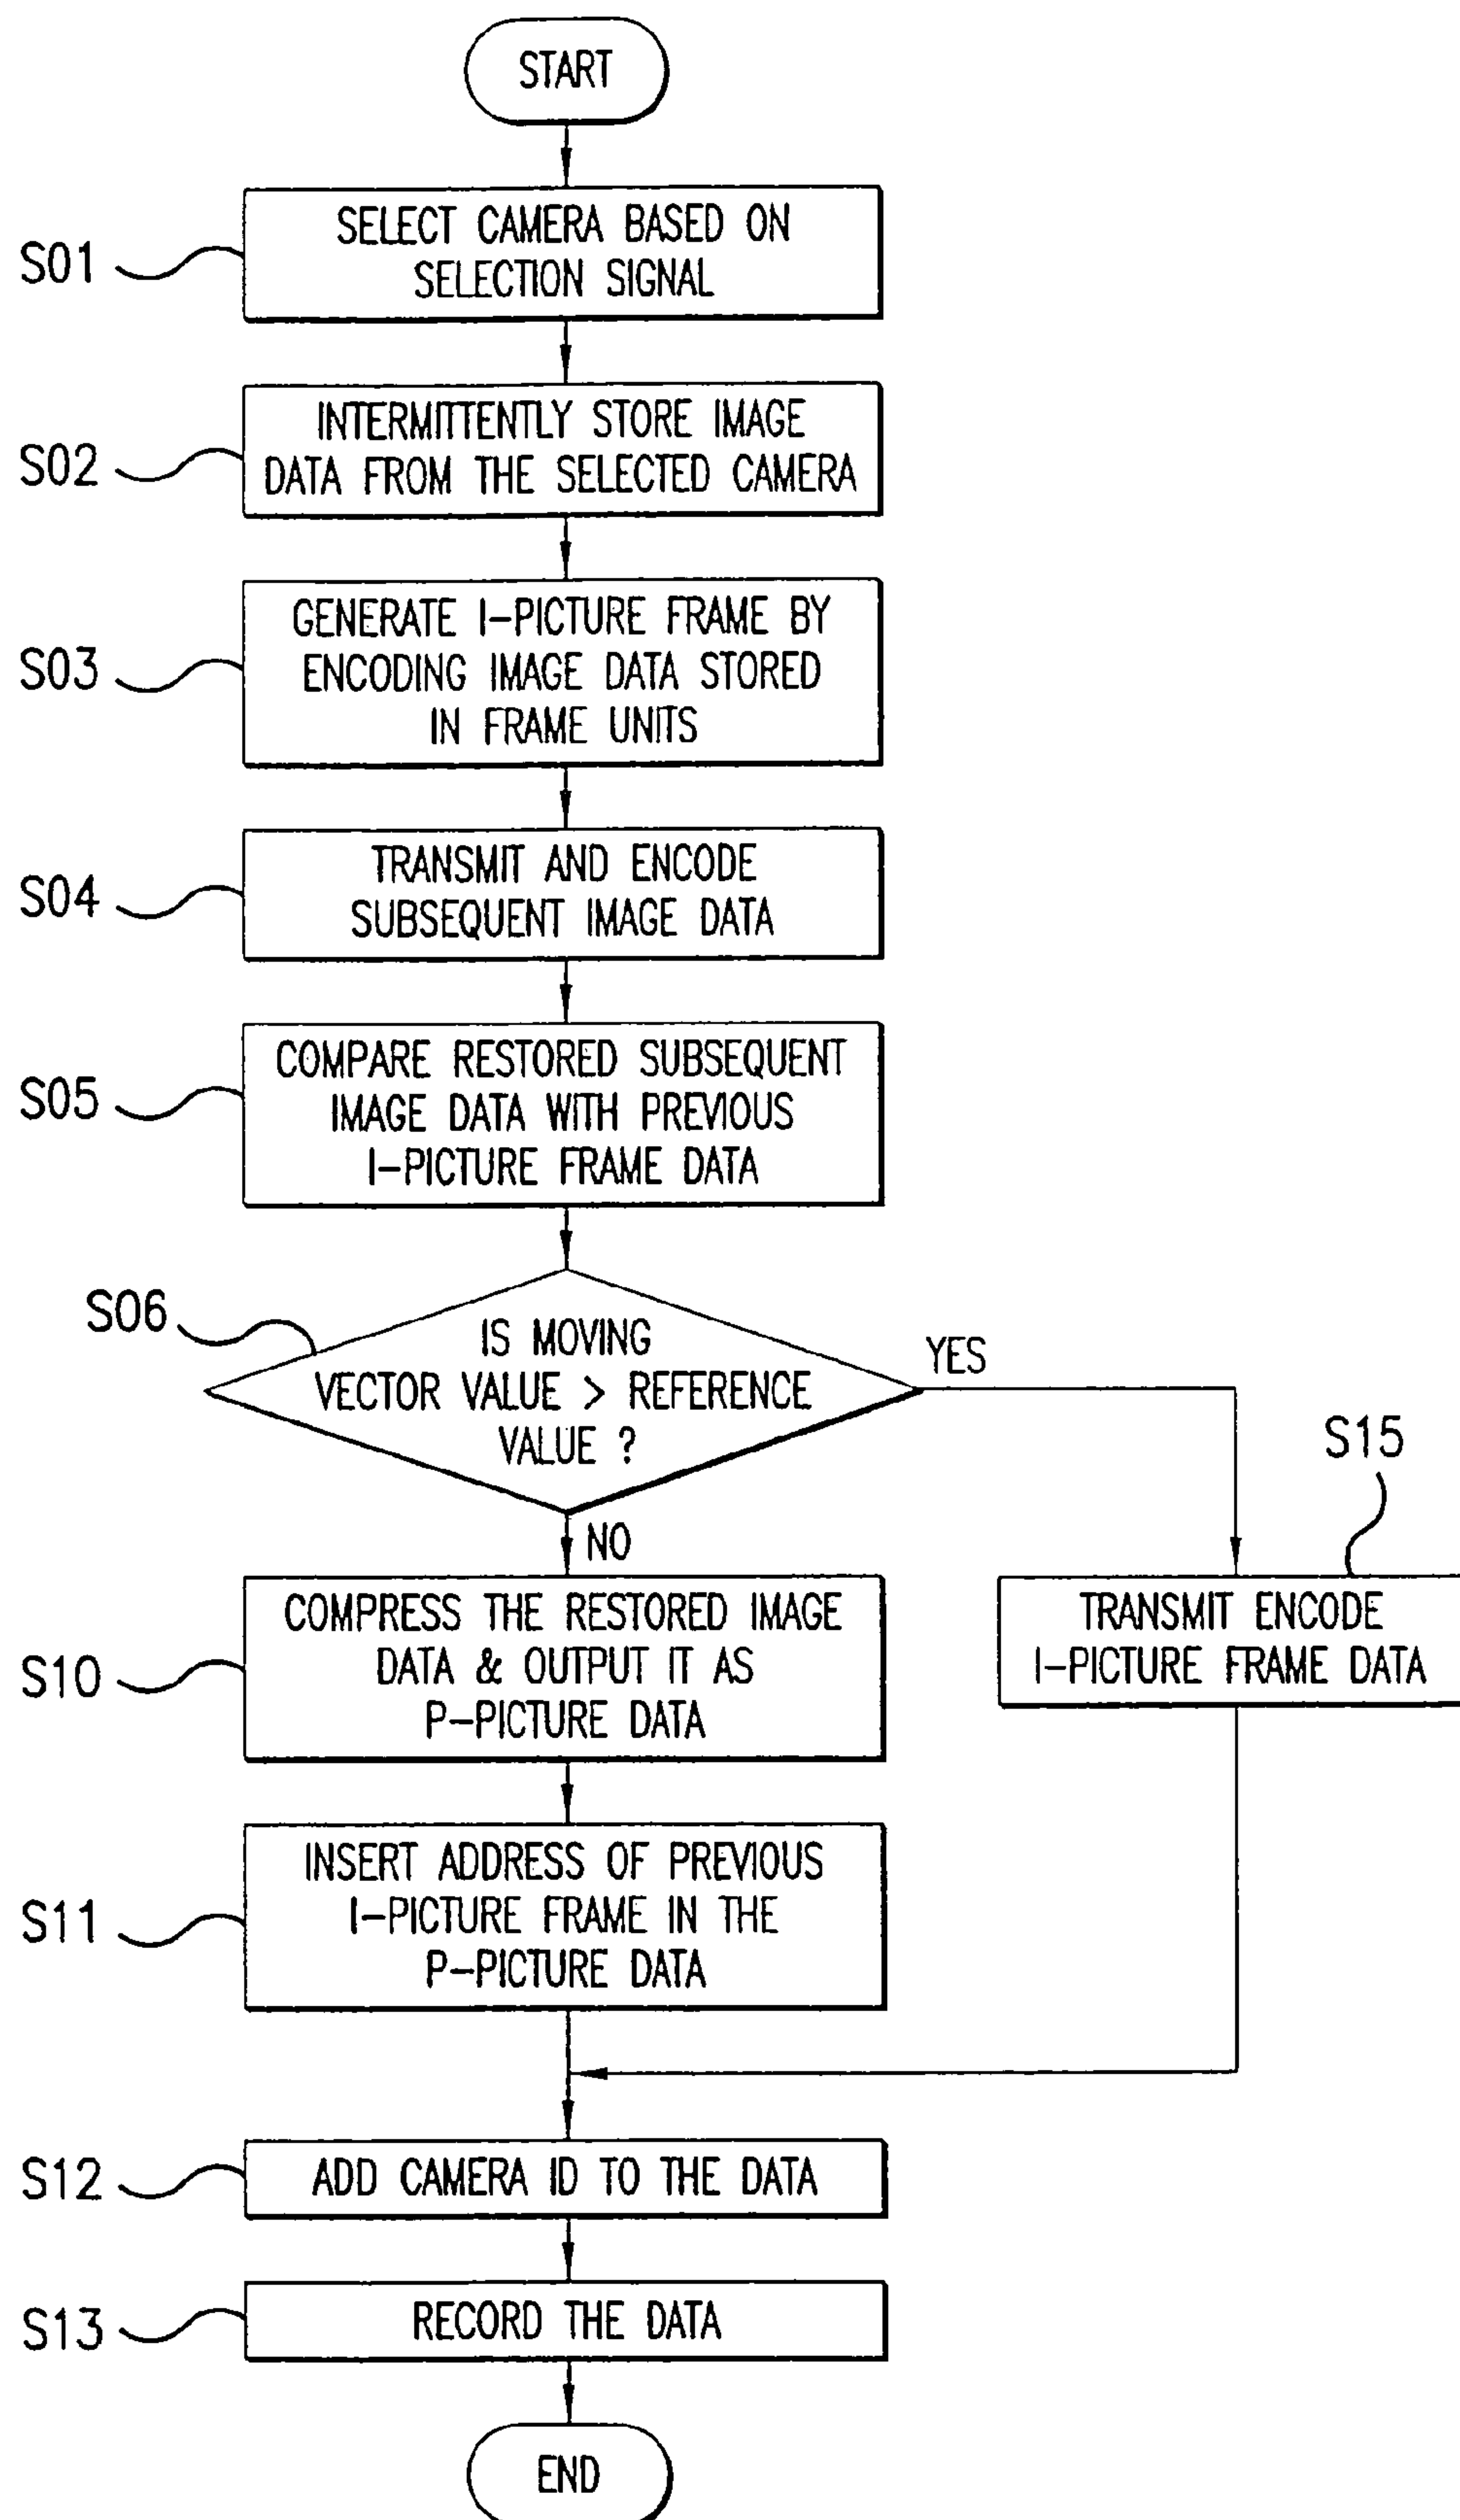 START
S01
SELECT CAMERA BASED ON
SELECTION SIGNAL
S02
INTERMITTENTLY STORE IMAGE
DATA FROM THE SELECTED CAMERA
S03
GENERATE I-PICTURE FRAME BY
ENCODING IMAGE DATA STORED
IN FRAME UNITS
S04
TRANSMIT AND ENCODE
SUBSEQUENT IMAGE DATA
S05
COMPARE RESTORED SUBSEQUENT
IMAGE DATA WITH PREVIOUS
I-PICTURE FRAME DATA
S06
IS MOVING
VECTOR VALUE > REFERENCE
VALUE ?
YES
NO
S10
COMPRESS THE RESTORED IMAGE
DATA & OUTPUT IT AS
P-PICTURE DATA
S15
TRANSMIT ENCODE
I-PICTURE FRAME DATA
S11
INSERT ADDRESS OF PREVIOUS
I-PICTURE FRAME IN THE
P-PICTURE DATA
S12
ADD CAMERA ID TO THE DATA
S13
RECORD THE DATA
END